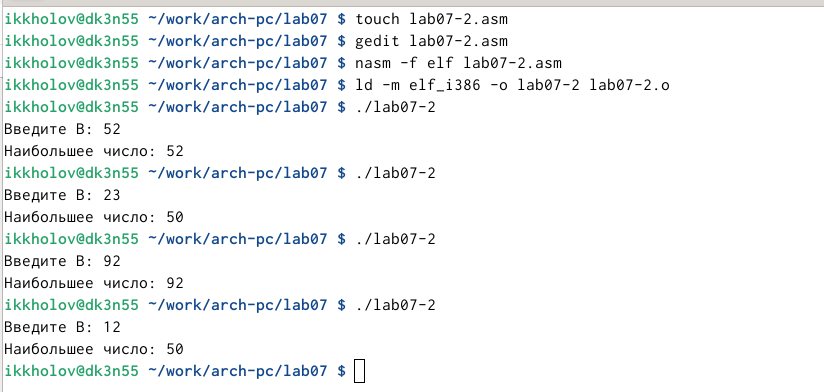 ikkholov@dk3n55 ~/work/arch-pc/lab07 $ touch lab07-2.asm
ikkholov@dk3n55 ~/work/arch-pc/lab07 $ gedit lab07-2.asm
ikkholov@dk3n55 ~/work/arch-pc/lab07 $ nasm -f elf lab07-2.asm
ikkholov@dk3n55 ~/work/arch-pc/lab07 $ ld -m elf_i386 -o lab07-2 lab07-2.o
ikkholov@dk3n55 ~/work/arch-pc/lab07 $ ./lab07-2
Введите B: 52
Наибольшее число: 52
ikkholov@dk3n55 ~/work/arch-pc/lab07 $ ./lab07-2
Введите B: 23
Наибольшее число: 50
ikkholov@dk3n55 ~/work/arch-pc/lab07 $ ./lab07-2
Введите B: 92
Наибольшее число: 92
ikkholov@dk3n55 ~/work/arch-pc/lab07 $ ./lab07-2
Введите B: 12
Наибольшее число: 50
ikkholov@dk3n55 ~/work/arch-pc/lab07 $